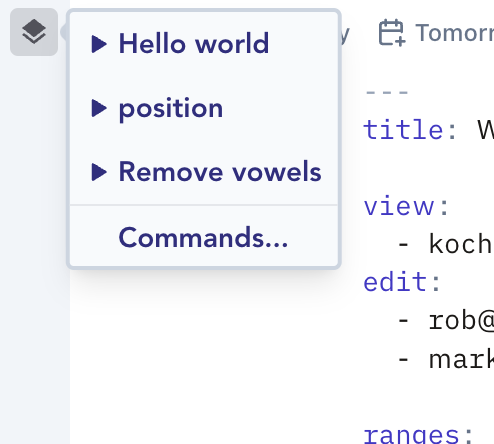 Hello world
position
Remove vowels
Commands...
Tomorr
---
title: W
view:
- koch
edit:
- rob@
- mark
ranges: